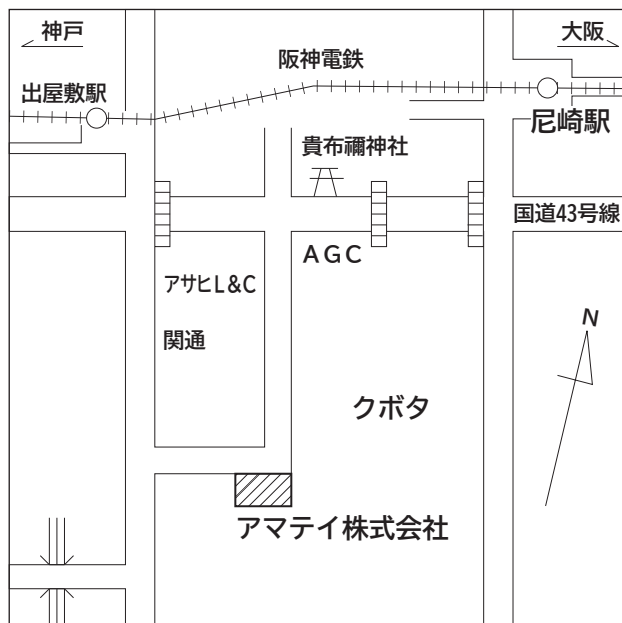 神戸
大阪
阪神電鉄
出屋敷駅
尼崎駅
貴布禰神社
国道43号線
AGC
アサヒL&C
関通
N
クボタ
アマテイ株式会社